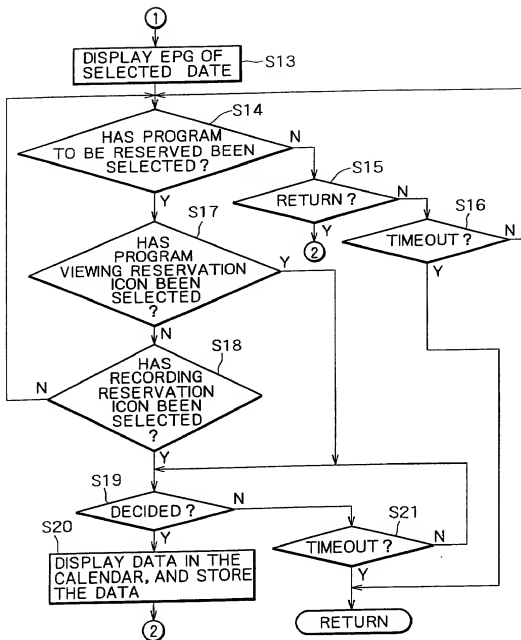 1
DISPLAY EPG OF
SELECTED DATE
S13
S14
HAS PROGRAM
TO BE RESERVED BEEN
SELECTED?
N
Y
S15
RETURN?
N
Y
2
S16
TIMEOUT?
N
Y
S17
HAS
PROGRAM
VIEWING RESERVATION
ICON BEEN
SELECTED
?
Y
N
S18
HAS
RECORDING
RESERVATION
ICON BEEN
SELECTED
?
N
Y
S19
DECIDED?
N
Y
S20
DISPLAY DATA IN THE
CALENDAR, AND STORE
THE DATA
2
S21
TIMEOUT?
N
Y
RETURN